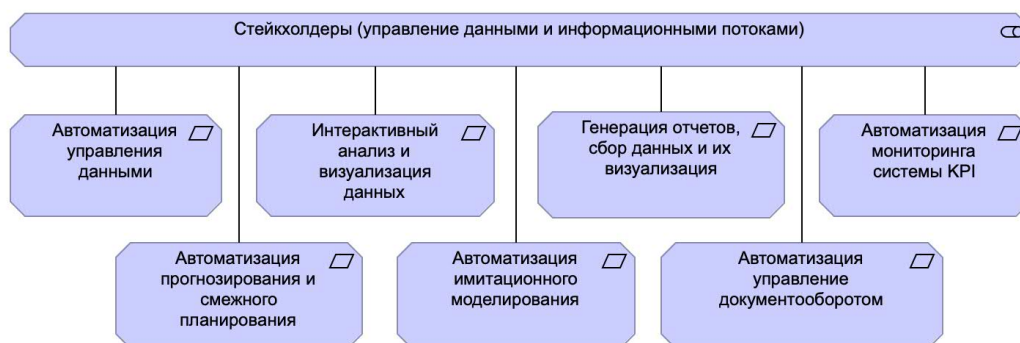 Стейкхолдеры (управление данными и информационными потоками)
Автоматизация
управления
данными
Интерактивный
анализ и
визуализация
данных
Генерация отчетов,
сбор данных и их
визуализация
Автоматизация
мониторинга
системы KPI
Автоматизация
прогнозирования и
смежного
планирования
Автоматизация
имитационного
моделирования
Автоматизация
управление
документооборотом